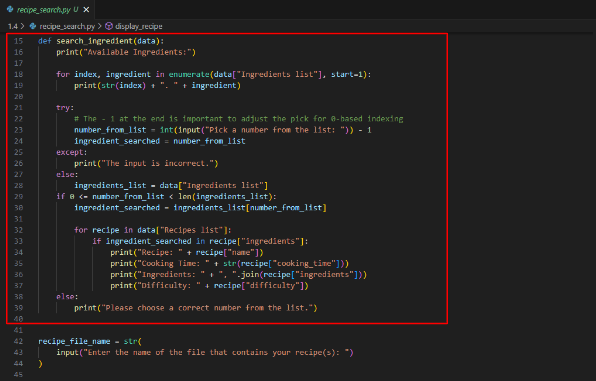 recipe_search.py U X
1.4 > recipe_search.py > display_recipe
15 def search_ingredient(data):
16     print("Available Ingredients:")
17
18     for index, ingredient in enumerate(data["Ingredients list"], start=1):
19         print(str(index) + ". " + ingredient)
20
21     try:
22         # The - 1 at the end is important to adjust the pick for 0-based indexing
23         number_from_list = int(input("Pick a number from the list: ")) - 1
24         ingredient_searched = number_from_list
25     except:
26         print("The input is incorrect.")
27     else:
28         ingredients_list = data["Ingredients list"]
29     if 0 <= number_from_list < len(ingredients_list):
30         ingredient_searched = ingredients_list[number_from_list]
31
32         for recipe in data["Recipes list"]:
33             if ingredient_searched in recipe["ingredients"]:
34                 print("Recipe: " + recipe["name"])
35                 print("Cooking Time: " + str(recipe["cooking_time"]))
36                 print("Ingredients: " + ", ".join(recipe["ingredients"]))
37                 print("Difficulty: " + recipe["difficulty"])
38     else:
39         print("Please choose a correct number from the list.")
40
41
42 recipe_file_name = str(
43     input("Enter the name of the file that contains your recipe(s): ")
44 )
45